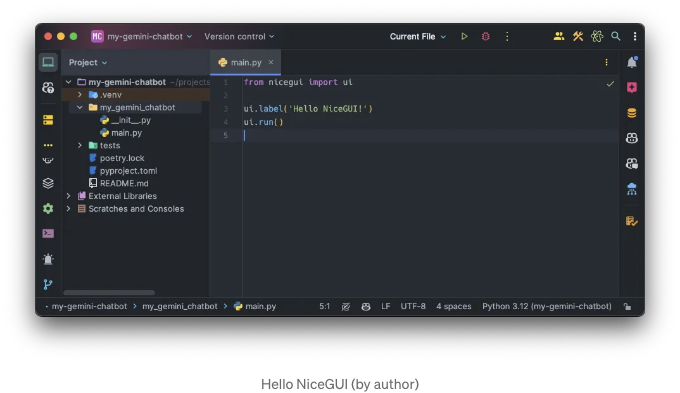 MC my-gemini-chatbot Version control Current File
Project main.py
my-gemini-chatbot ~/projects
.venv
my_gemini_chatbot
__init__.py
main.py
tests
poetry.lock
pyproject.toml
README.md
External Libraries
Scratches and Consoles
1 from nicegui import ui
2
3 ui.label('Hello NiceGUI!')
4 ui.run()
5
my-gemini-chatbot my_gemini_chatbot main.py 5:1 LF UTF-8 4 spaces Python 3.12 (my-gemini-chatbot)
Hello NiceGUI (by author)